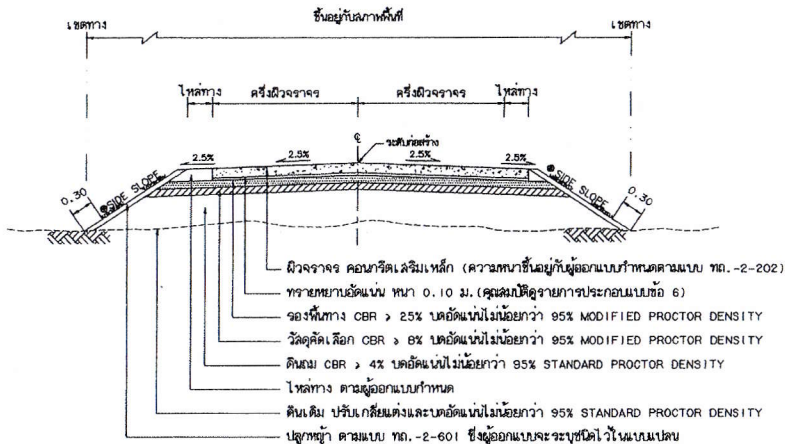 ขึ้นอยู่กับสภาพพื้นที่
เขตทาง
เขตทาง
ไหล่ทาง
ครึ่งผิวจราจร
ครึ่งผิวจราจร
ไหล่ทาง
ระดับก่อสร้าง
2.5%
2.5%
2.5%
2.5%
0.30
SIDE SLOPE
SIDE SLOPE
0.30
ผิวจราจร คอนกรีตเสริมเหล็ก (ความหนาขึ้นอยู่กับผู้ออกแบบกำหนดตามแบบ ทถ.-2-202)
ทรายหยาบอัดแน่น หนา 0.10 ม.(คุณสมบัติดูรายการประกอบแบบข้อ 6)
รองพื้นทาง CBR > 25% บดอัดแน่นไม่น้อยกว่า 95% MODIFIED PROCTOR DENSITY
วัสดุคัดเลือก CBR > 8% บดอัดแน่นไม่น้อยกว่า 95% MODIFIED PROCTOR DENSITY
ดินถม CBR > 4% บดอัดแน่นไม่น้อยกว่า 95% STANDARD PROCTOR DENSITY
ไหล่ทาง ตามผู้ออกแบบกำหนด
ดินเดิม ปรับเกลี่ยแต่งและบดอัดแน่นไม่น้อยกว่า 95% STANDARD PROCTOR DENSITY
ปลูกหญ้า ตามแบบ ทถ.-2-601 ซึ่งผู้ออกแบบจะระบุชนิดไว้ในแบบแปลน